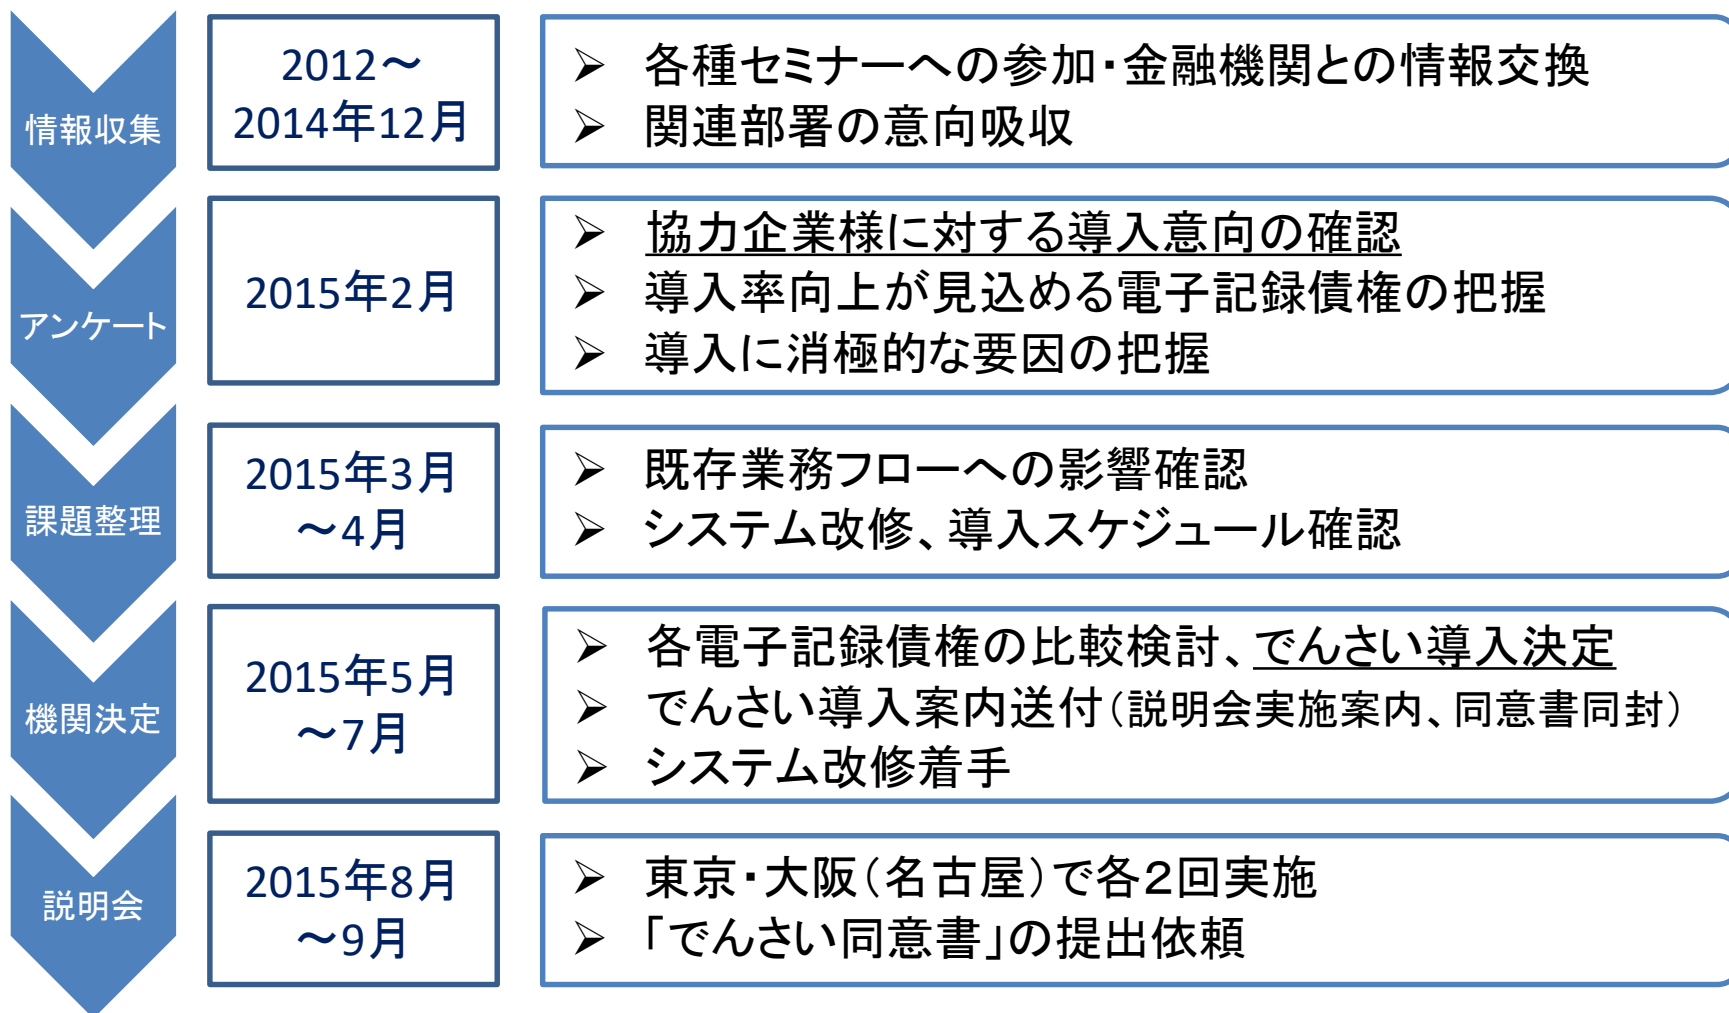 情報収集
2012～
2014年12月
➢ 各種セミナーへの参加・金融機関との情報交換
➢ 関連部署の意向吸収
アンケート
2015年2月
➢ 協力企業様に対する導入意向の確認
➢ 導入率向上が見込める電子記録債権の把握
➢ 導入に消極的な要因の把握
課題整理
2015年3月
～4月
➢ 既存業務フローへの影響確認
➢ システム改修、導入スケジュール確認
機関決定
2015年5月
～7月
➢ 各電子記録債権の比較検討、でんさい導入決定
➢ でんさい導入案内送付（説明会実施案内、同意書同封）
➢ システム改修着手
説明会
2015年8月
～9月
➢ 東京・大阪（名古屋）で各２回実施
➢ 「でんさい同意書」の提出依頼